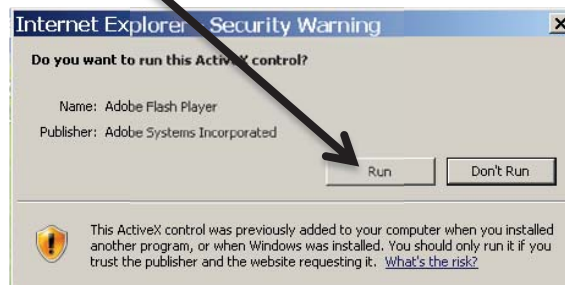 Internet Explorer - Security Warning
Do you want to run this ActiveX control?
Name: Adobe Flash Player
Publisher: Adobe Systems Incorporated
Run Don't Run
This ActiveX control was previously added to your computer when you installed
another program, or when Windows was installed. You should only run it if you
trust the publisher and the website requesting it. What's the risk?